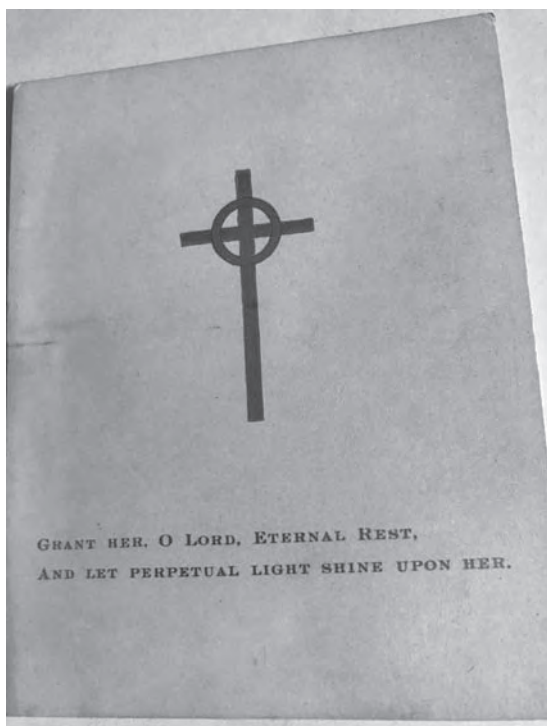 Grant her, O Lord, Eternal Rest,
And let perpetual light shine upon her.